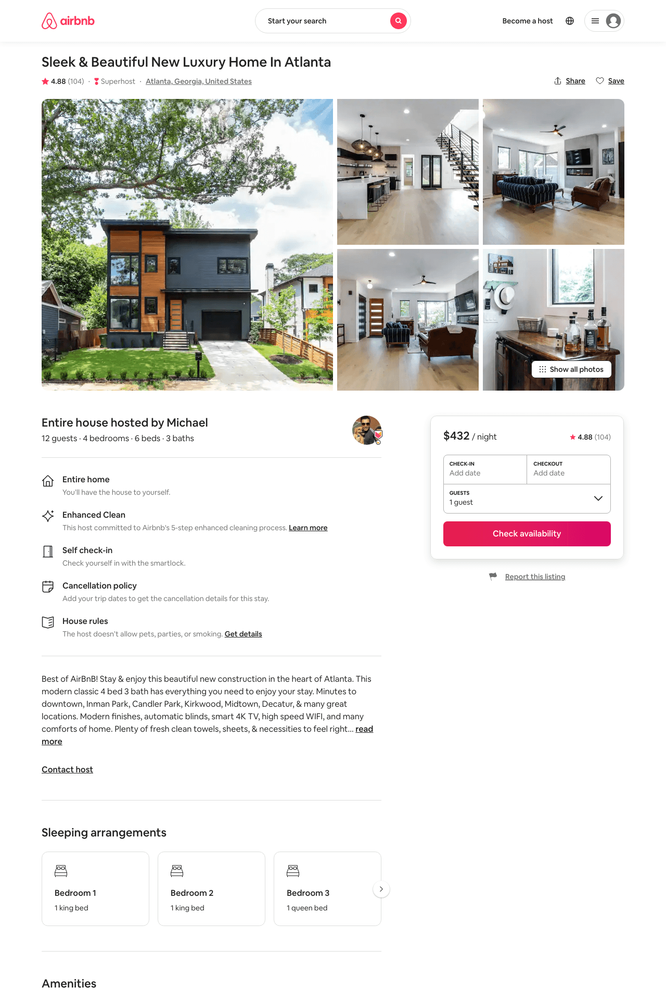 airbnb
Start your search
Become a host
Sleek & Beautiful New Luxury Home In Atlanta
4.88 (104) · Superhost · Atlanta, Georgia, United States
Share
Save
Show all photos
Entire house hosted by Michael
12 guests · 4 bedrooms · 6 beds · 3 baths
Entire home
You'll have the house to yourself.
Enhanced Clean
This host committed to Airbnb's 5-step enhanced cleaning process. Learn more
Self check-in
Check yourself in with the smartlock.
Cancellation policy
Add your trip dates to get the cancellation details for this stay.
House rules
The host doesn't allow pets, parties, or smoking. Get details
$432 / night
4.88 (104)
CHECK-IN
Add date
CHECKOUT
Add date
GUESTS
1 guest
Check availability
Report this listing
Best of AirBnB! Stay & enjoy this beautiful new construction in the heart of Atlanta. This
modern classic 4 bed 3 bath has everything you need to enjoy your stay. Minutes to
downtown, Inman Park, Candler Park, Kirkwood, Midtown, Decatur, & many great
locations. Modern finishes, automatic blinds, smart 4K TV, high speed WIFI, and many
comforts of home. Plenty of fresh clean towels, sheets, & necessities to feel right... read
more
Contact host
Sleeping arrangements
Bedroom 1
1 king bed
Bedroom 2
1 king bed
Bedroom 3
1 queen bed
Amenities